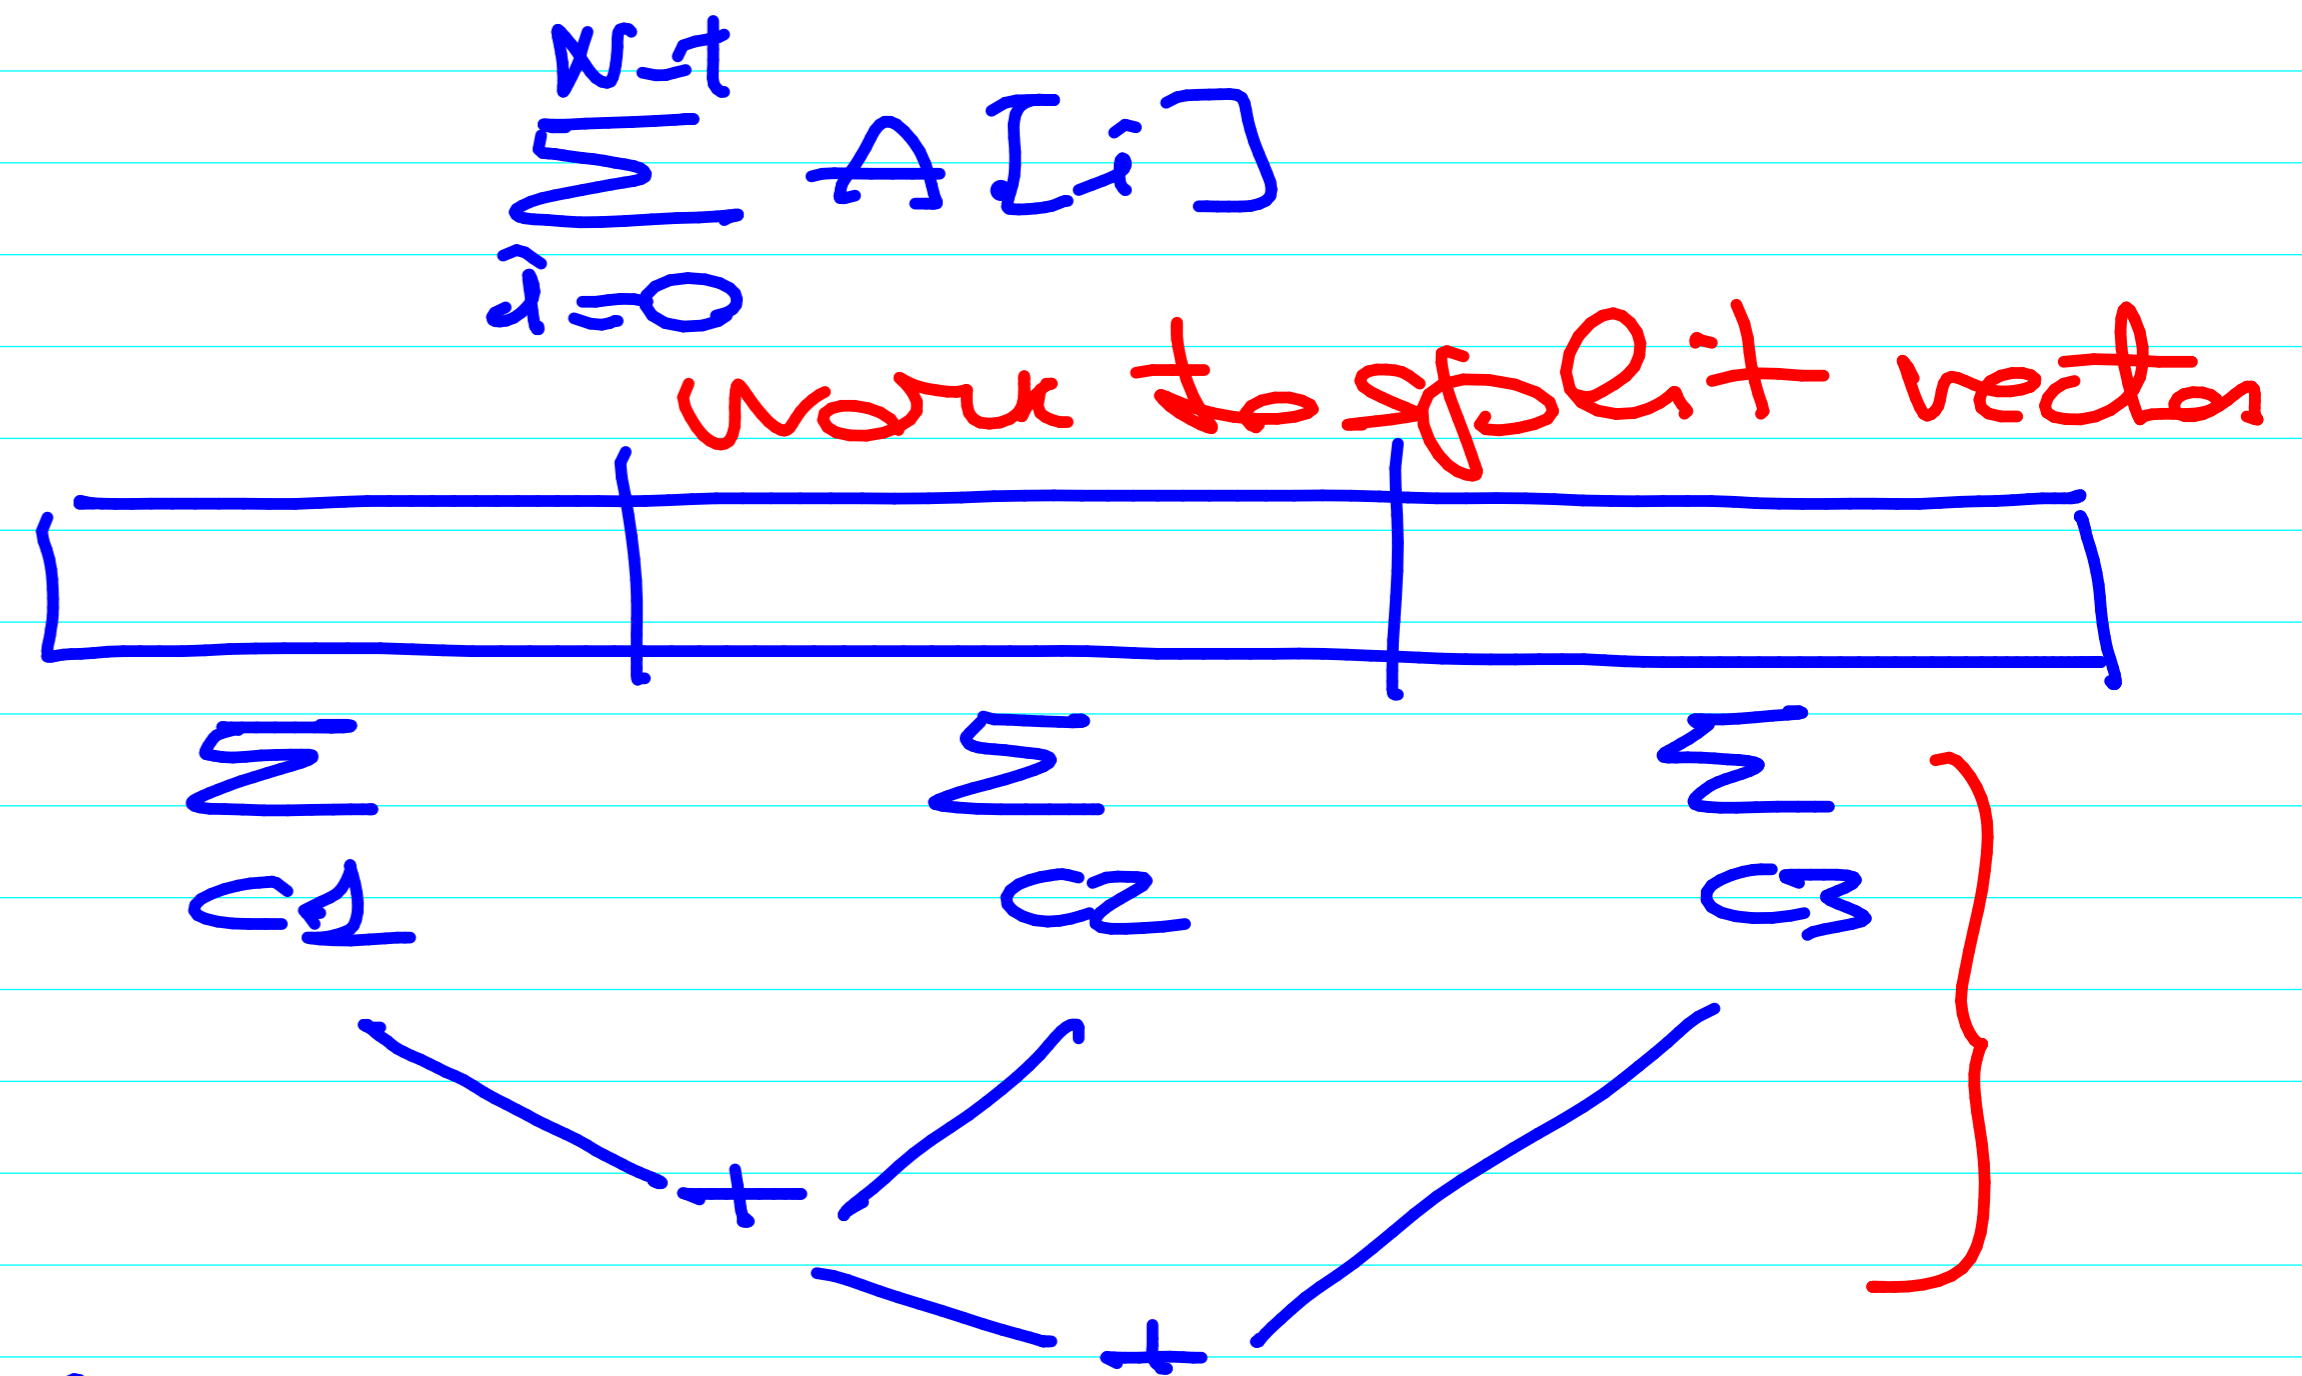 N-1
Σ A[i]
i=0
work to split vector
Σ Σ Σ
C1 C2 C3
+
+